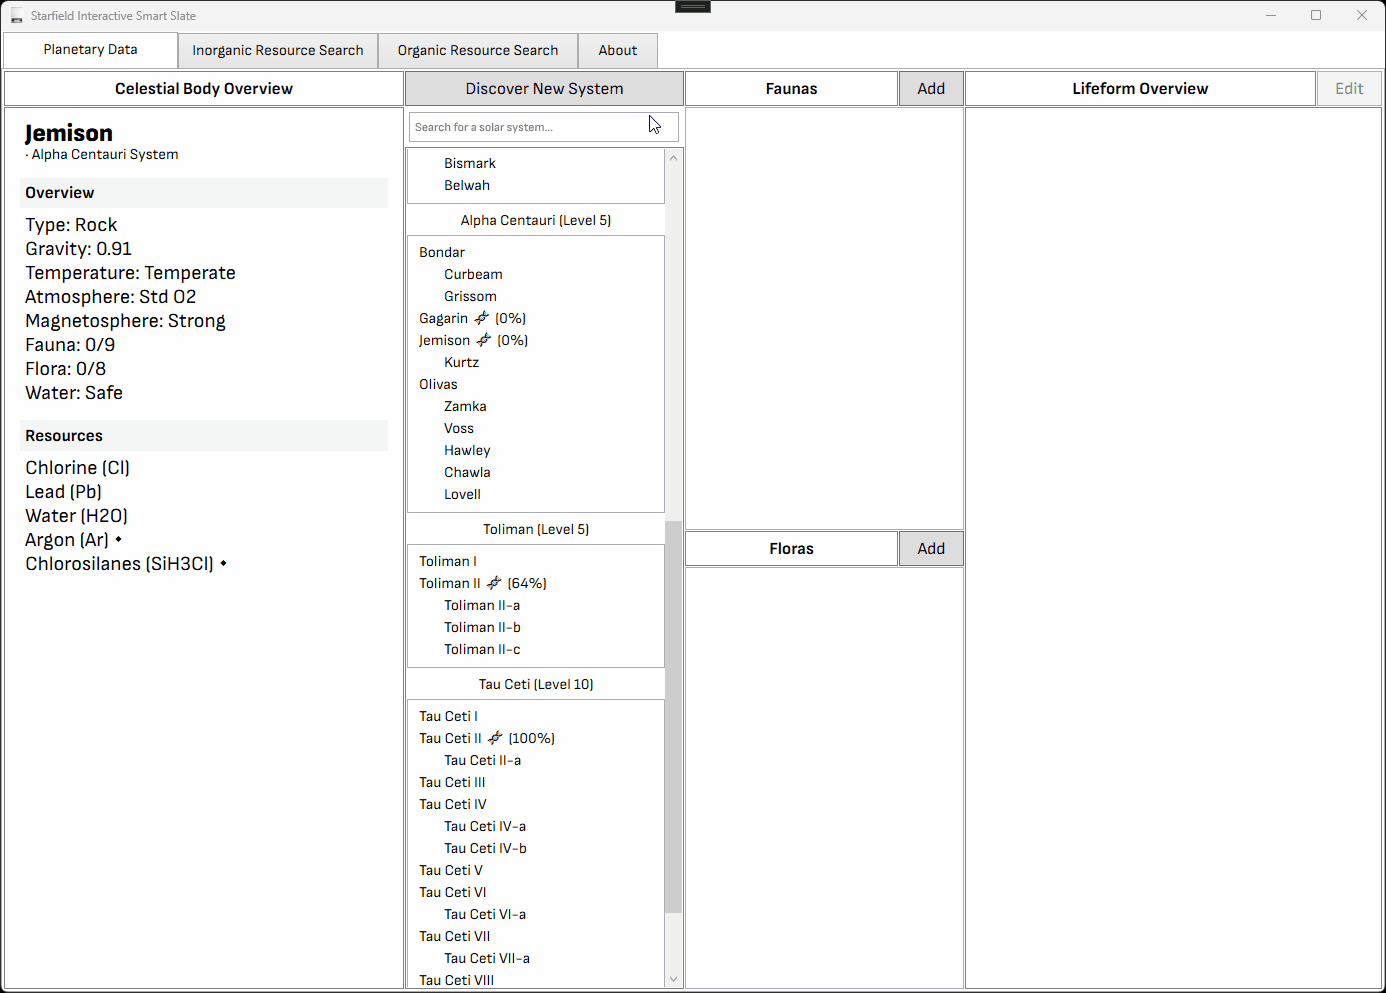 Starfield Interactive Smart Slate
Planetary Data
Inorganic Resource Search
Organic Resource Search
About
Celestial Body Overview
Jemison
· Alpha Centauri System
Overview
Type: Rock
Gravity: 0.91
Temperature: Temperate
Atmosphere: Std O2
Magnetosphere: Strong
Fauna: 0/9
Flora: 0/8
Water: Safe
Resources
Chlorine (Cl)
Lead (Pb)
Water (H2O)
Argon (Ar) ⬩
Chlorosilanes (SiH3Cl) ⬩
Discover New System
Search for a solar system...
Bismark
Belwah
Alpha Centauri (Level 5)
Bondar
Curbeam
Grissom
Gagarin (0%)
Jemison (0%)
Kurtz
Olivas
Zamka
Voss
Hawley
Chawla
Lovell
Toliman (Level 5)
Toliman I
Toliman II (64%)
Toliman II-a
Toliman II-b
Toliman II-c
Tau Ceti (Level 10)
Tau Ceti I
Tau Ceti II (100%)
Tau Ceti II-a
Tau Ceti III
Tau Ceti IV
Tau Ceti IV-a
Tau Ceti IV-b
Tau Ceti V
Tau Ceti VI
Tau Ceti VI-a
Tau Ceti VII
Tau Ceti VII-a
Tau Ceti VIII
Faunas
Add
Floras
Add
Lifeform Overview
Edit